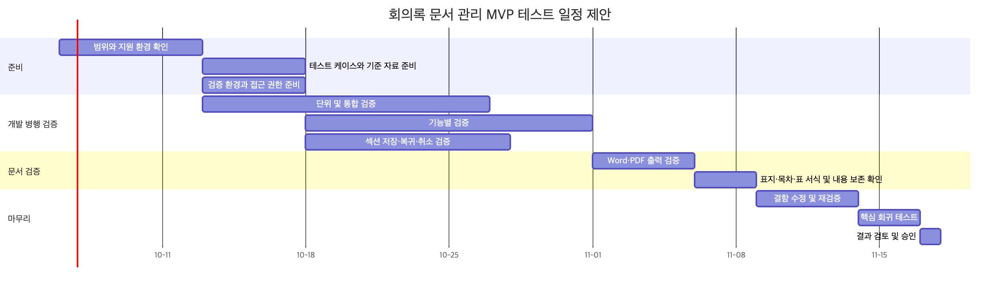 회의록 문서 관리 MVP 테스트 일정 제안
준비
범위와 지원 환경 확인
테스트 케이스와 기준 자료 준비
검증 환경과 접근 권한 준비
개발 병행 검증
단위 및 통합 검증
기능별 검증
섹션 저장·복귀·취소 검증
문서 검증
Word·PDF 출력 검증
표지·목차·표 서식 및 내용 보존 확인
마무리
결함 수정 및 재검증
핵심 회귀 테스트
결과 검토 및 승인
10-11
10-18
10-25
11-01
11-08
11-15